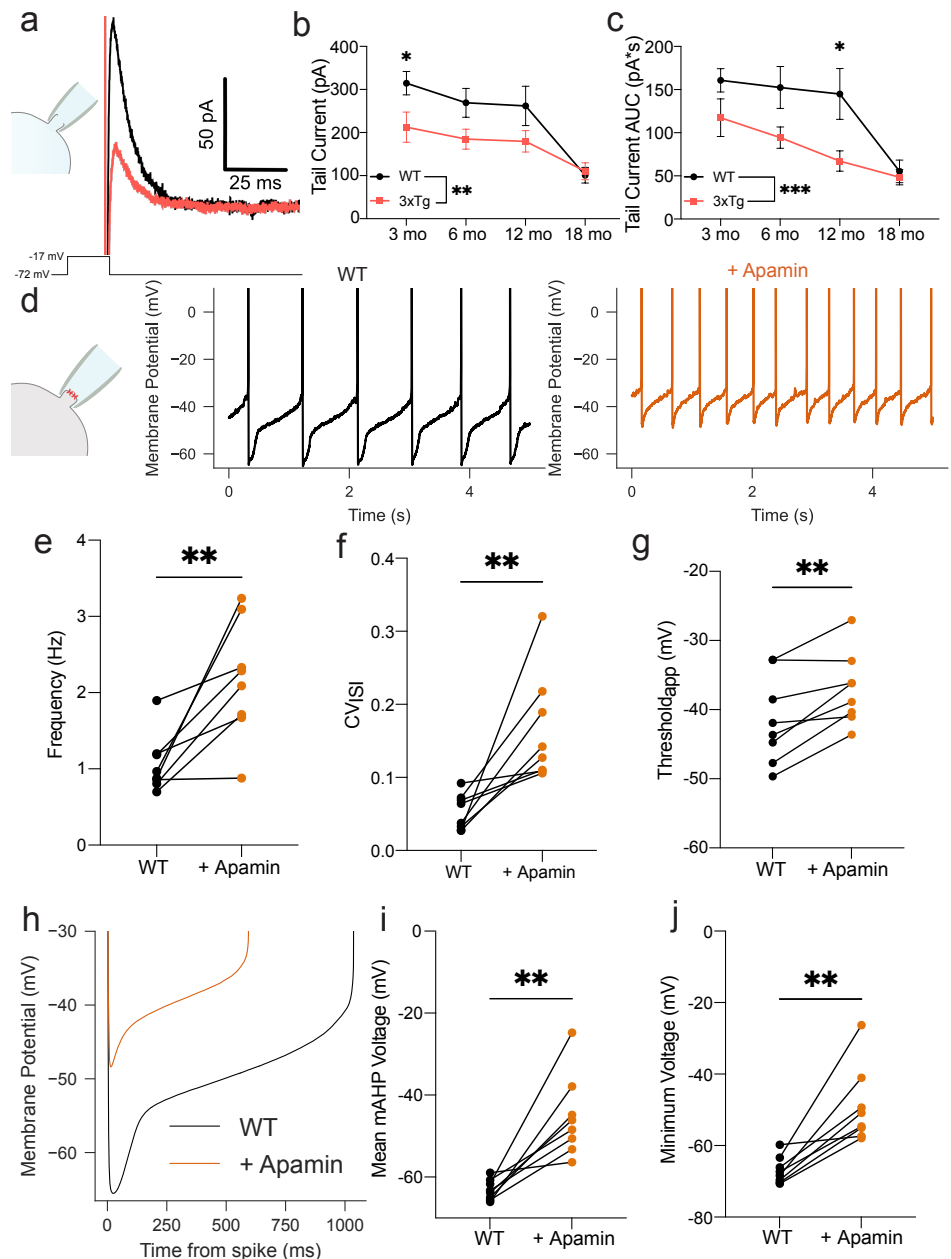 a
50 pA
25 ms
-17 mv
-72 mv
b
Tail Current (pA)
400
300
200
100
0
*
WT
3xTg
**
3 mo
6 mo
12 mo
18 mo
c
Tail Current AUC (pA*s)
200
150
100
50
0
*
WT
3xTg
***
3 mo
6 mo
12 mo
18 mo
d
WT
Membrane Potential (mV)
0
−20
−40
−60
0
2
4
Time (s)
+ Apamin
Membrane Potential (mV)
0
−20
−40
−60
0
2
4
Time (s)
e
Frequency (Hz)
4
3
2
1
0
**
WT
+ Apamin
f
CVISI
0.4
0.3
0.2
0.1
0.0
**
WT
+ Apamin
g
Thresholdapp (mV)
-20
-30
-40
-50
-60
**
WT
+ Apamin
h
Membrane Potential (mV)
−30
−40
−50
−60
WT
+ Apamin
0
250
500
750
1000
Time from spike (ms)
i
Mean mAHP Voltage (mV)
0
-20
-40
-60
**
WT
+ Apamin
j
Minimum Voltage (mV)
0
-20
-40
-60
-80
**
WT
+ Apamin